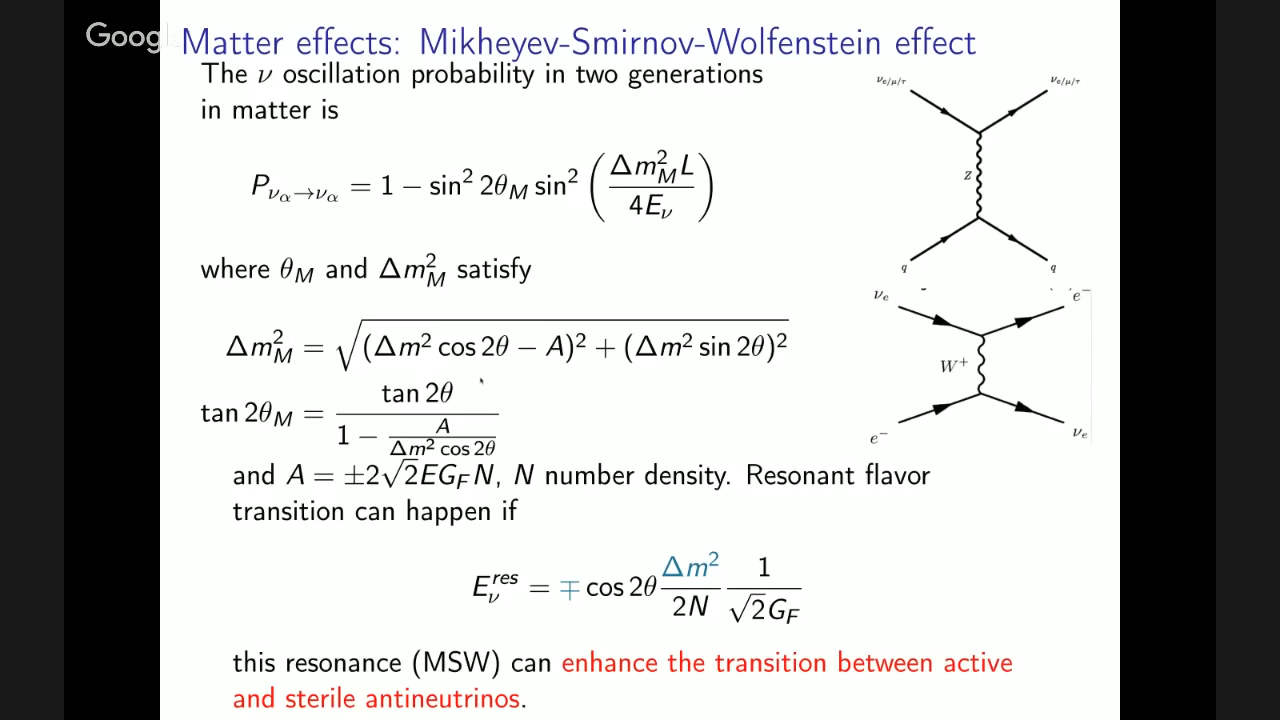 Googl
Matter effects: Mikheyev-Smirnov-Wolfenstein effect
The ν oscillation probability in two generations
in matter is
P_{ν_α→ν_α} = 1 − sin² 2θ_M sin² (Δm²_M L / 4E_ν)
where θ_M and Δm²_M satisfy
Δm²_M = √((Δm² cos 2θ − A)² + (Δm² sin 2θ)²)
tan 2θ_M = tan 2θ / (1 − A / (Δm² cos 2θ))
and A = ±2√2EG_F N, N number density. Resonant flavor
transition can happen if
E_ν^{res} = ∓ cos 2θ (Δm² / 2N) (1 / √2G_F)
this resonance (MSW) can enhance the transition between active
and sterile antineutrinos.
ν_{e/μ/τ} ν_{e/μ/τ}
Z
q q
ν_e e⁻
W⁺
e⁻ ν_e